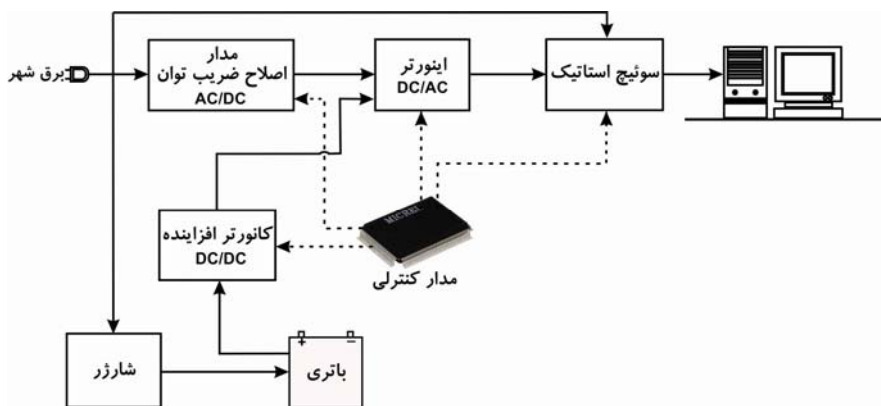 برق شهر
مدار
اصلاح ضریب توان
AC/DC
اینورتر
DC/AC
سوئیچ استاتیک
کانورتر افزاینده
DC/DC
MICREL
مدار کنترلی
شارژر
+ −
باتری